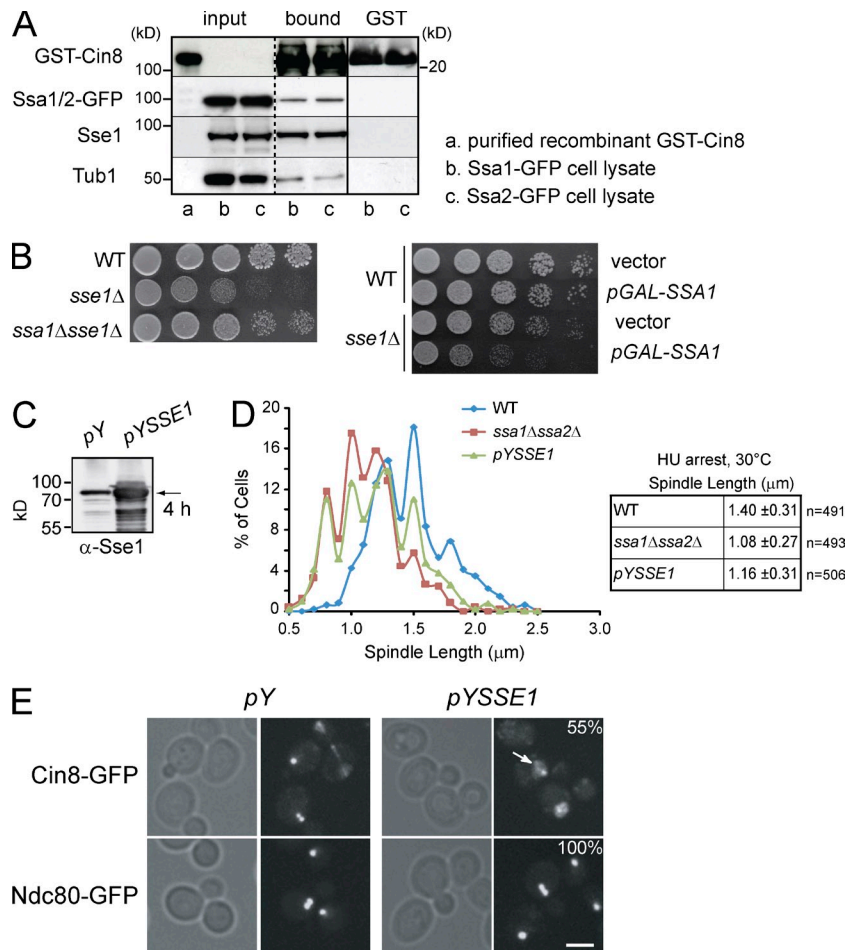 A
input bound GST
(kD) (kD)
GST-Cin8
100 20
Ssa1/2-GFP 100
Sse1 100
Tub1 50
a b c b c b c
a. purified recombinant GST-Cin8
b. Ssa1-GFP cell lysate
c. Ssa2-GFP cell lysate
B
WT
sse1Δ
ssa1Δsse1Δ
WT vector
pGAL-SSA1
sse1Δ vector
pGAL-SSA1
C
pY pYSSE1
kD
100
70
55
4 h
α-Sse1
D
% of Cells
20
16
12
8
4
0
0.5 1.0 1.5 2.0 2.5 3.0
Spindle Length (μm)
WT
ssa1Δssa2Δ
pYSSE1
HU arrest, 30°C
Spindle Length (μm)
WT 1.40 ±0.31 n=491
ssa1Δssa2Δ 1.08 ±0.27 n=493
pYSSE1 1.16 ±0.31 n=506
E
pY pYSSE1
Cin8-GFP 55%
Ndc80-GFP 100%